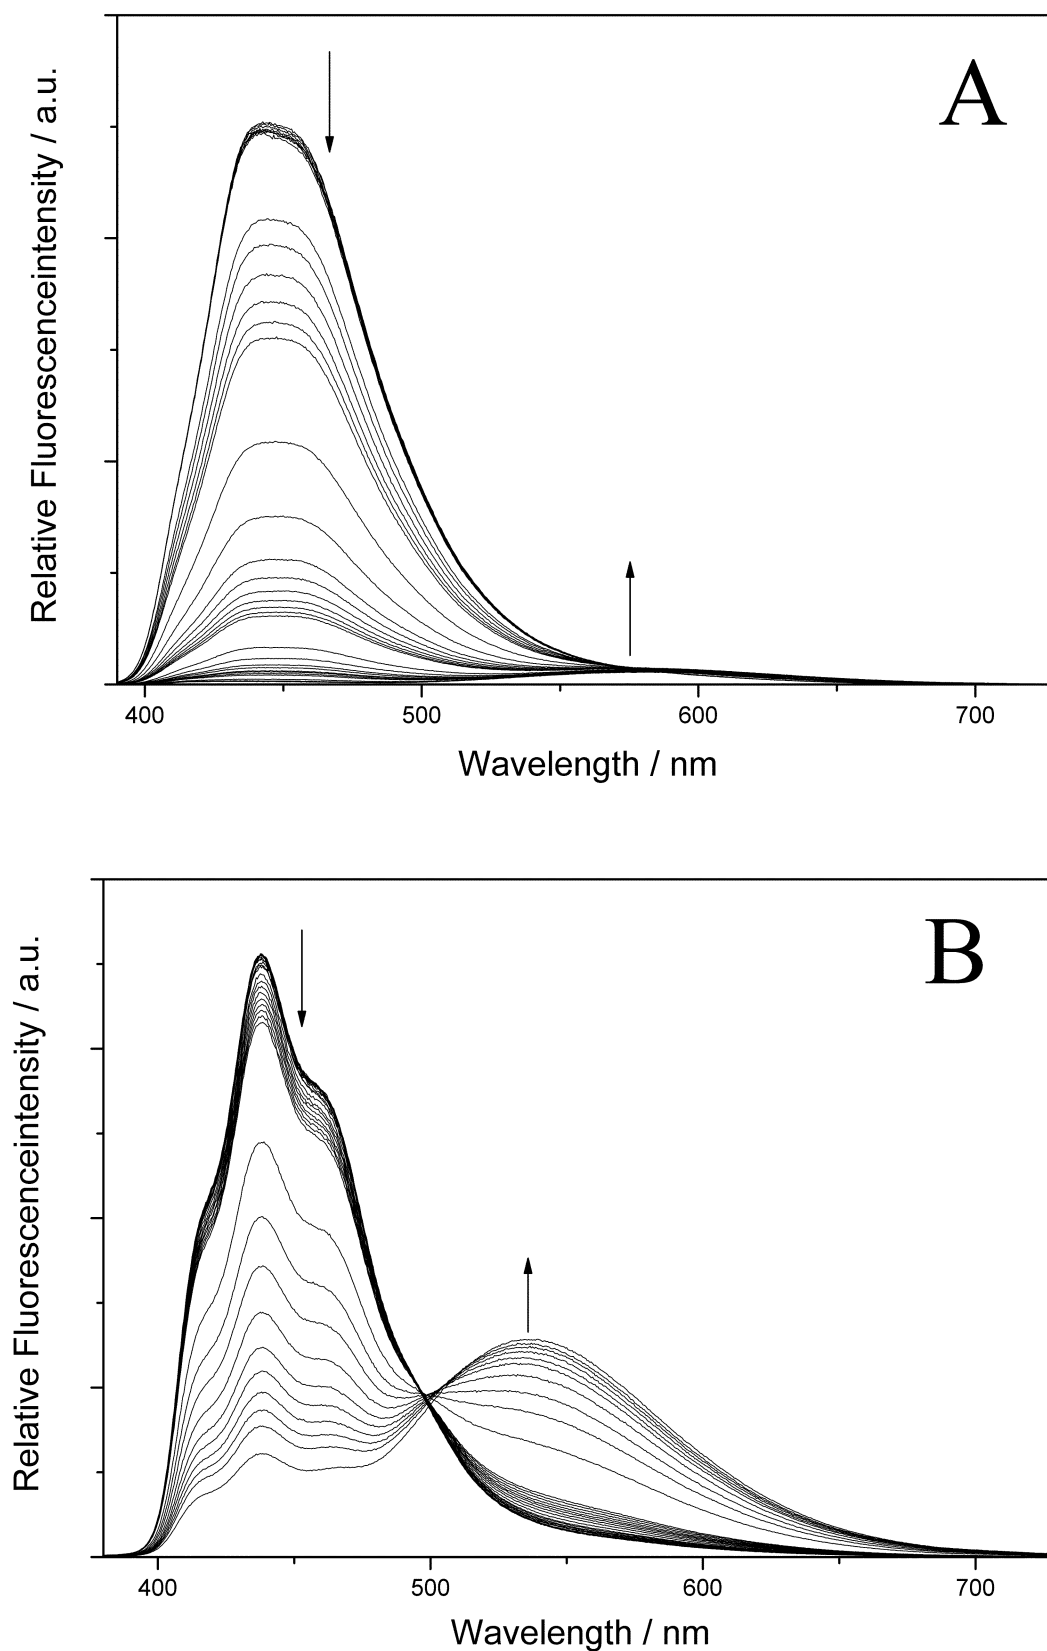 A
Relative Fluorescenceintensity / a.u.
400 500 600 700
Wavelength / nm
B
Relative Fluorescenceintensity / a.u.
400 500 600 700
Wavelength / nm